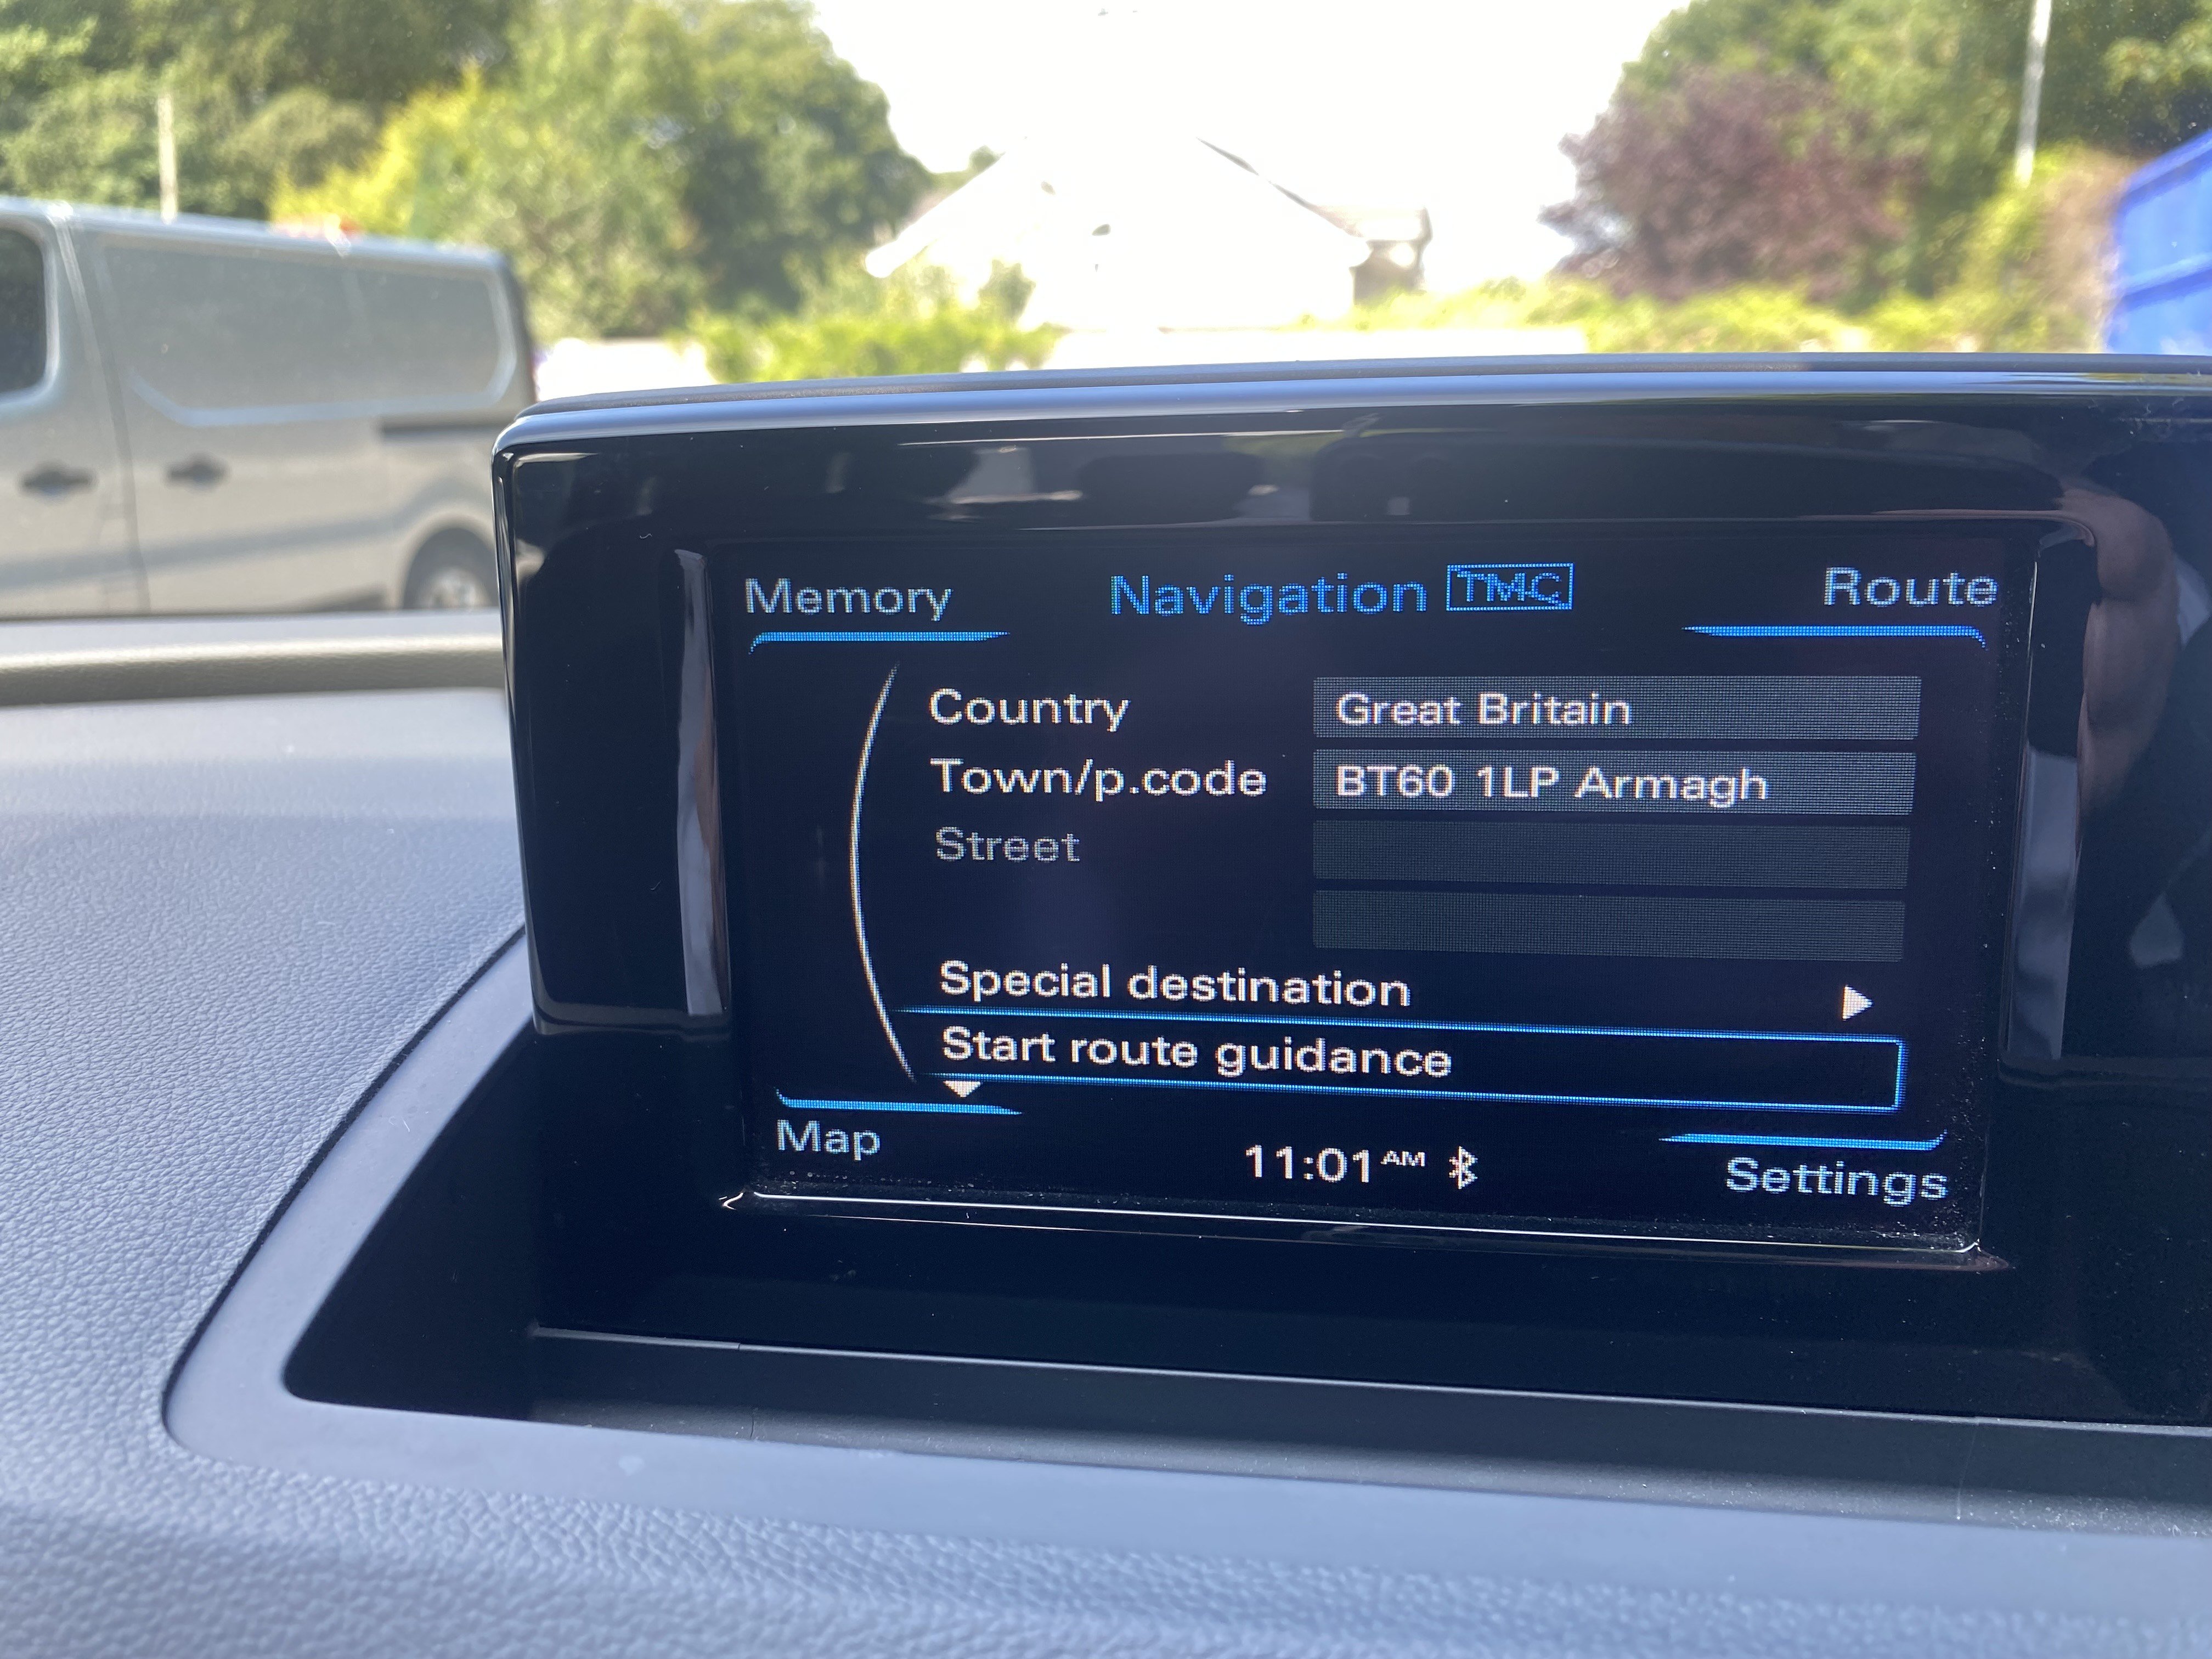 Memory Navigation TMC Route
Country Great Britain
Town/p.code BT60 1LP Armagh
Street
Special destination
Start route guidance
Map 11:01 AM Settings